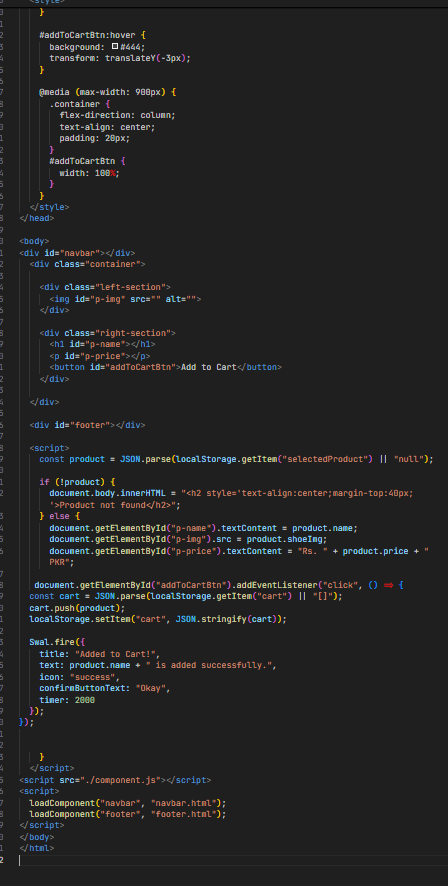 <style>
}
#addToCartBtn:hover {
background: #444;
transform: translateY(-3px);
}
@media (max-width: 900px) {
.container {
flex-direction: column;
text-align: center;
padding: 20px;
}
#addToCartBtn {
width: 100%;
}
}
</style>
</head>
<body>
<div id="navbar"></div>
<div class="container">
<div class="left-section">
<img id="p-img" src="" alt="">
</div>
<div class="right-section">
<h1 id="p-name"></h1>
<p id="p-price"></p>
<button id="addToCartBtn">Add to Cart</button>
</div>
</div>
<div id="footer"></div>
<script>
const product = JSON.parse(localStorage.getItem("selectedProduct") || "null");
if (!product) {
document.body.innerHTML = "<h2 style='text-align:center;margin-top:40px;
'>Product not found</h2>";
} else {
document.getElementById("p-name").textContent = product.name;
document.getElementById("p-img").src = product.shoeImg;
document.getElementById("p-price").textContent = "Rs. " + product.price + "
PKR";
document.getElementById("addToCartBtn").addEventListener("click", () => {
const cart = JSON.parse(localStorage.getItem("cart") || "[]");
cart.push(product);
localStorage.setItem("cart", JSON.stringify(cart));
Swal.fire({
title: "Added to Cart!",
text: product.name + " is added successfully.",
icon: "success",
confirmButtonText: "Okay",
timer: 2000
});
});
}
</script>
<script src="./component.js"></script>
<script>
loadComponent("navbar", "navbar.html");
loadComponent("footer", "footer.html");
</script>
</body>
</html>